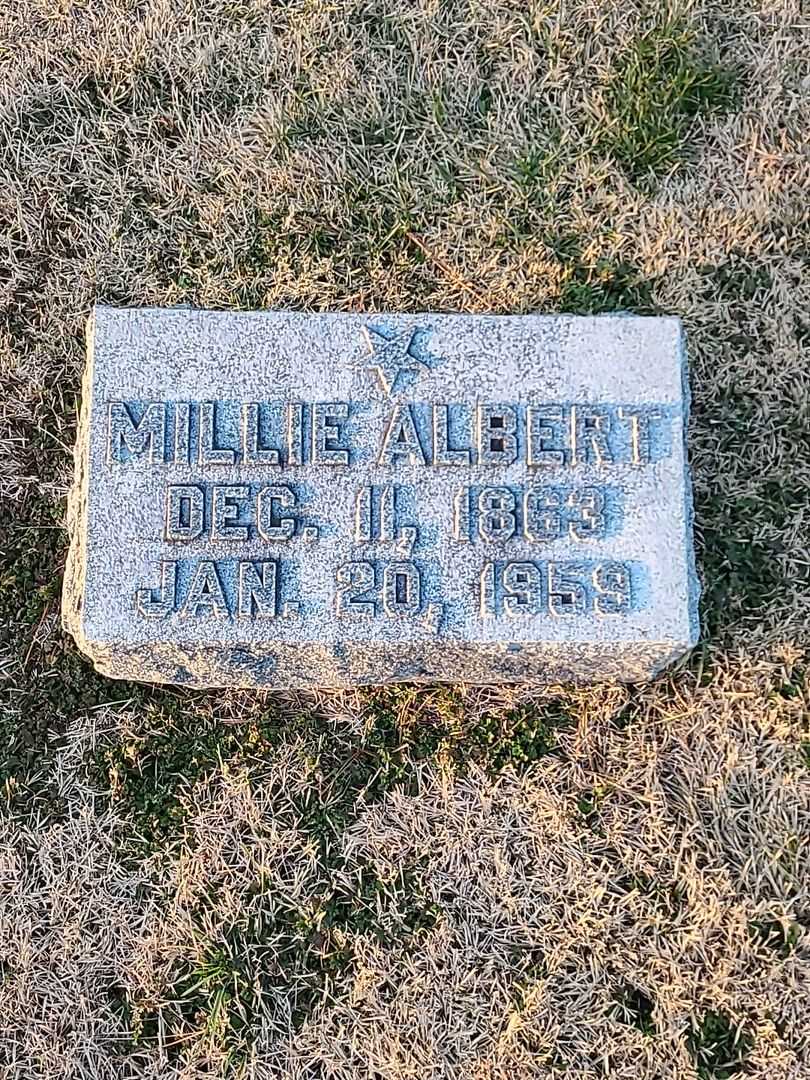 MILLIE ALBERT
DEC. 11, 1863
JAN. 20, 1959